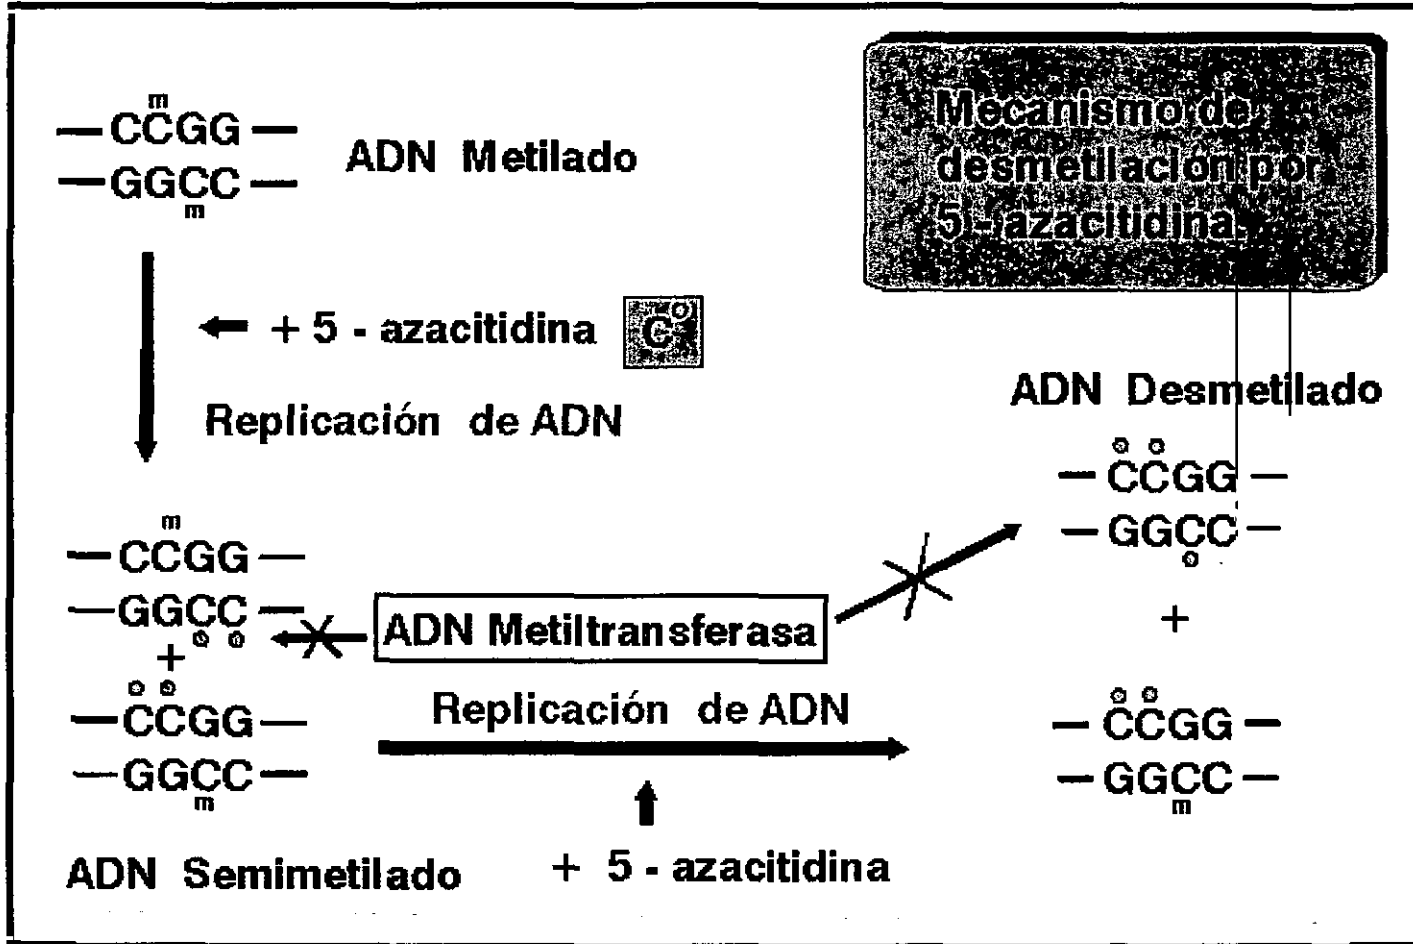 Mecanismo de
desmetilación por
5 - azacitidina
m
— CCGG —
— GGCC —
m
ADN Metilado
+ 5 - azacitidina C
Replicación de ADN
m
— CCGG —
— GGCC —
+
— CCGG —
— GGCC —
m
ADN Semimetilado
ADN Metiltransferasa
Replicación de ADN
+ 5 - azacitidina
ADN Desmetilado
— CCGG —
— GGCC —
+
— CCGG —
— GGCC —
m